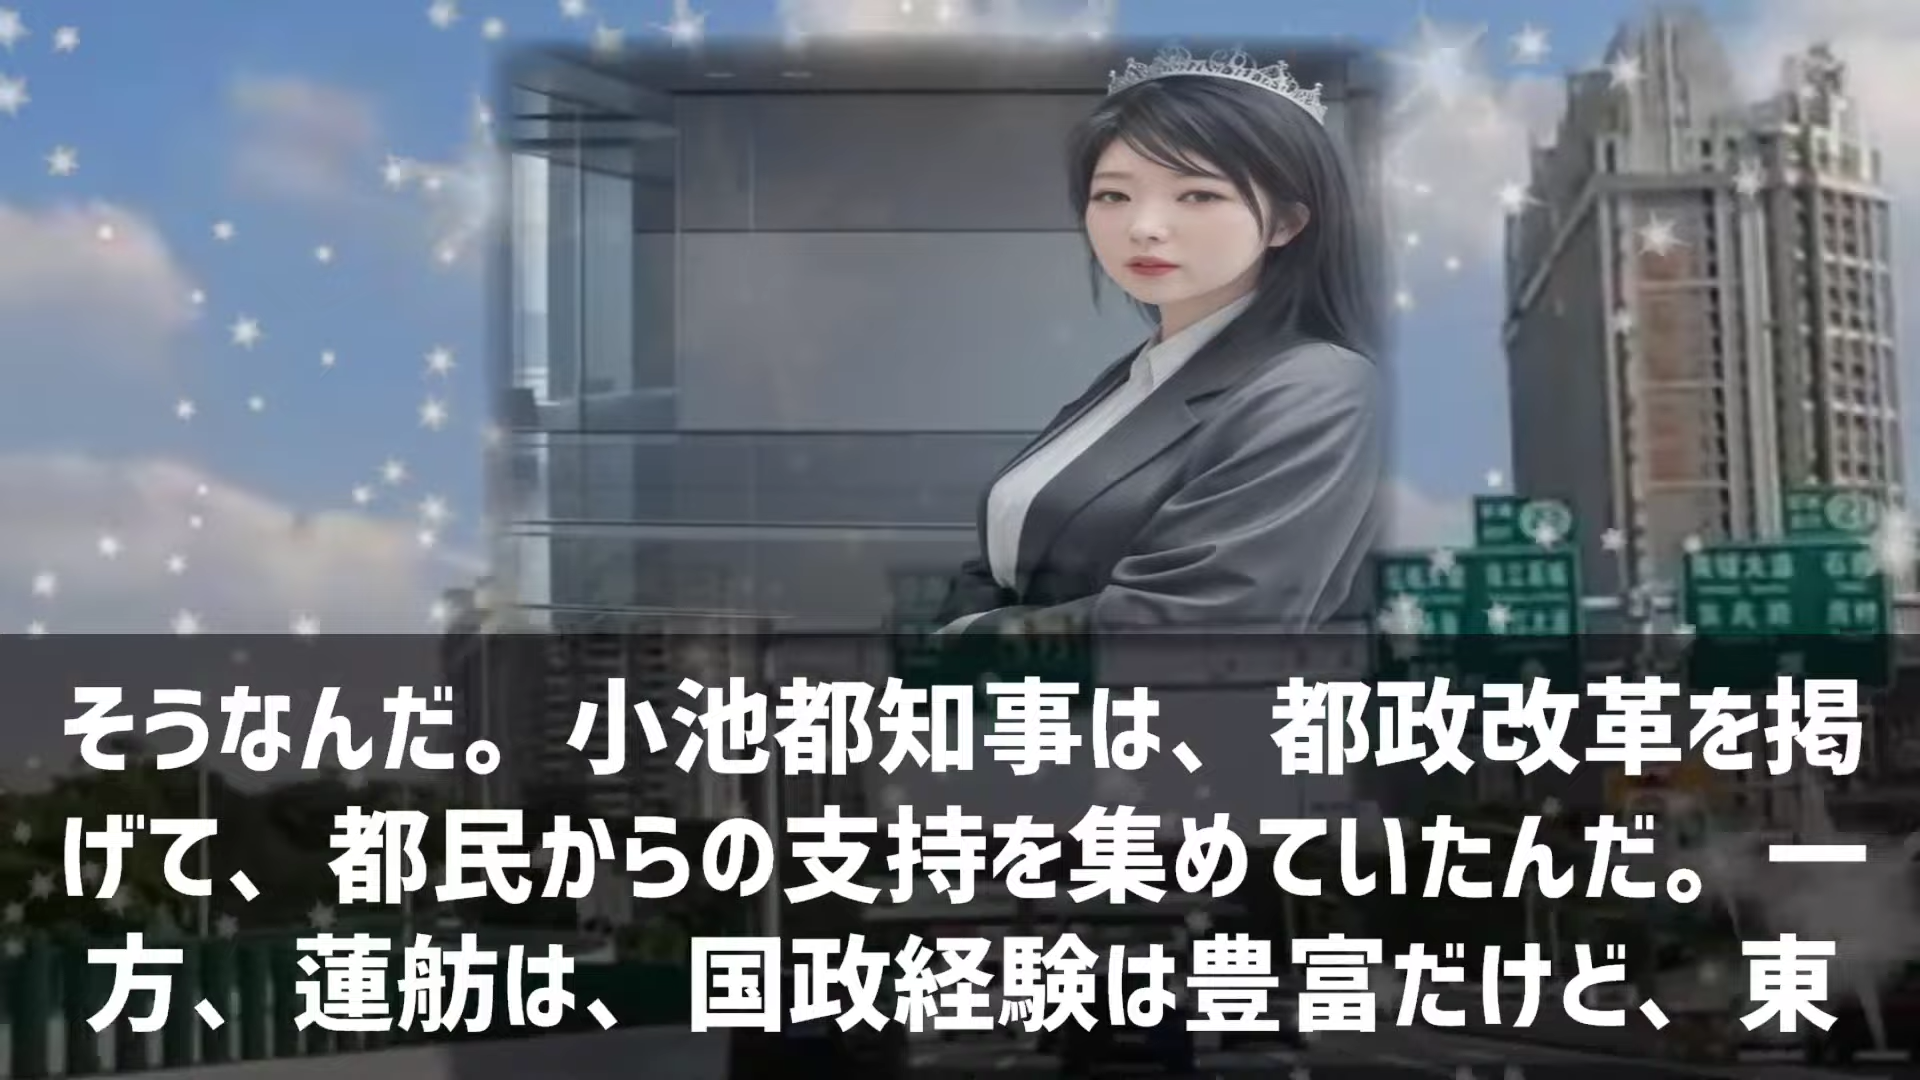 そうなんだ。小池都知事は、都政改革を掲
げて、都民からの支持を集めていたんだ。一
方、蓮舫は、国政経験は豊富だけど、東